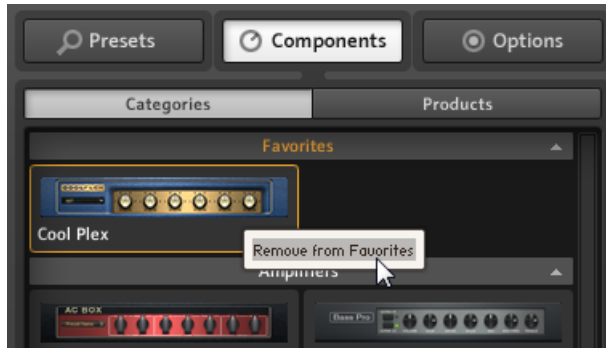 Presets
Components
Options
Categories
Products
Favorites
Cool Plex
Remove from Favorites
Amplifiers
AC BOX
Bass Pro